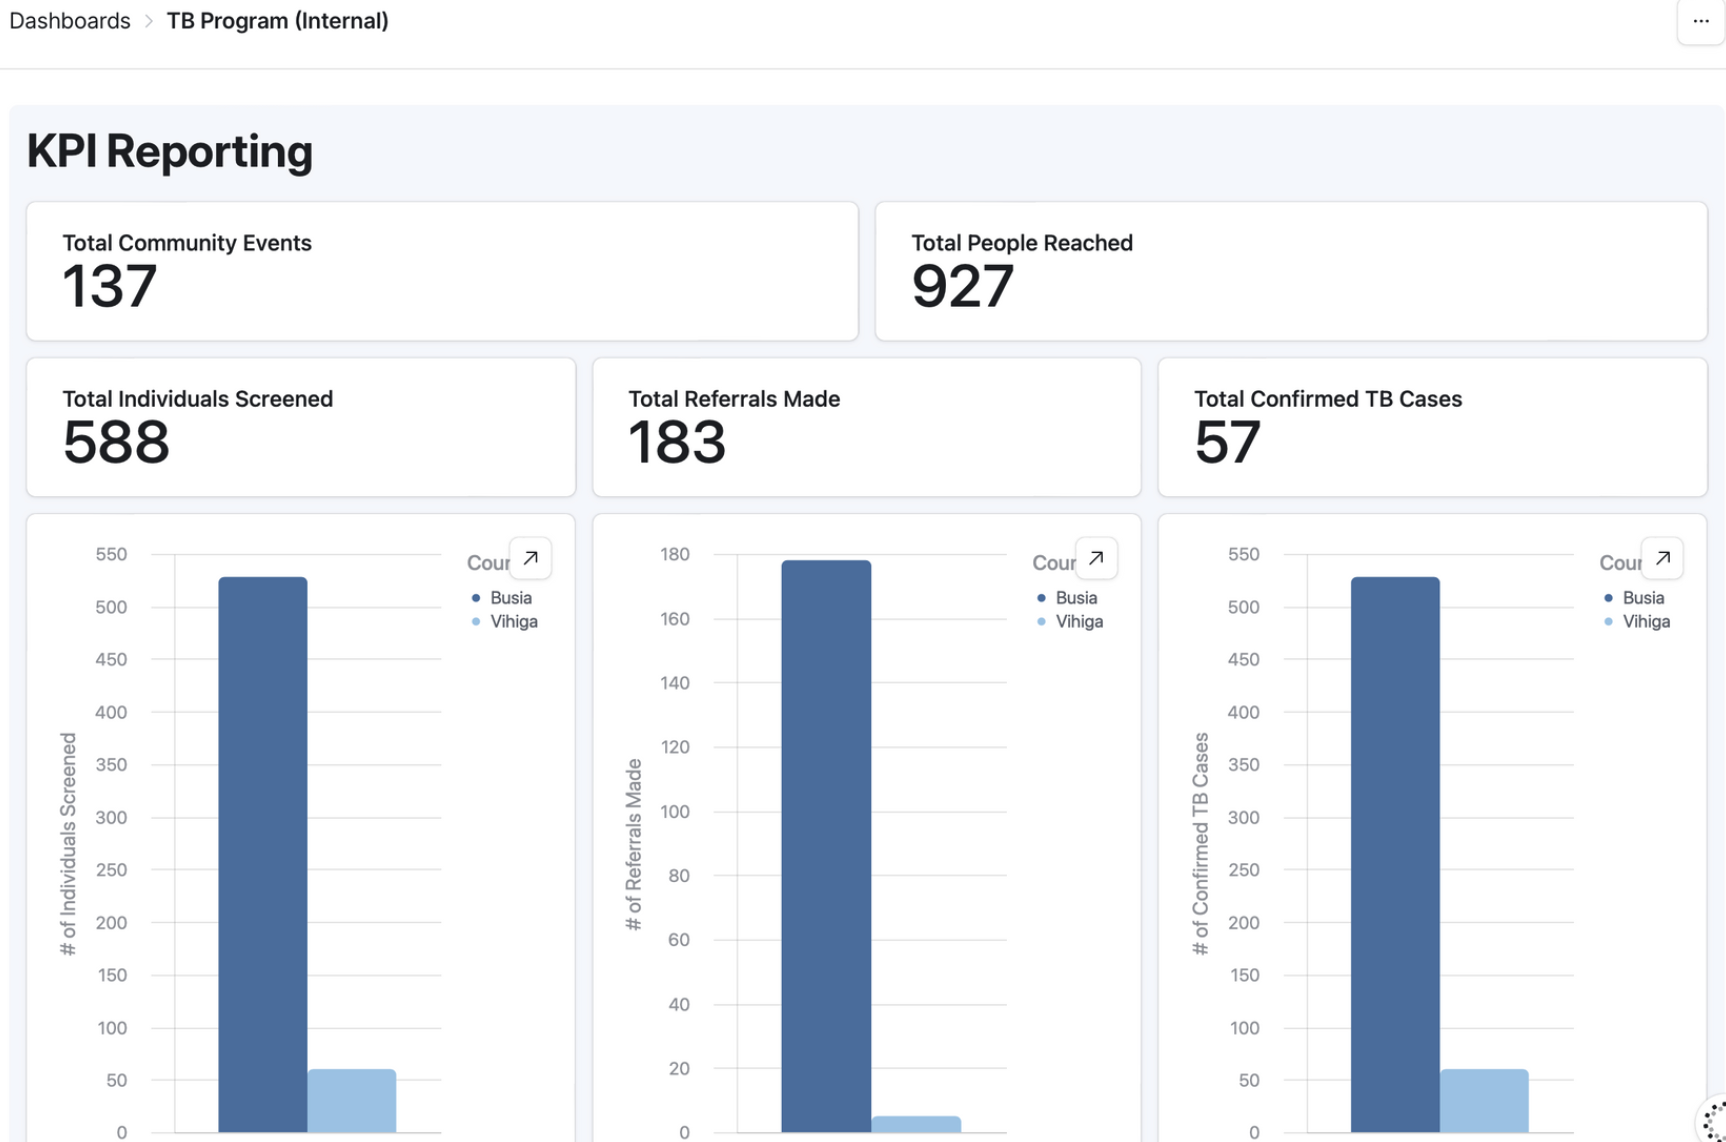 Dashboards > TB Program (Internal)
...
KPI Reporting
Total Community Events
137
Total People Reached
927
Total Individuals Screened
588
Total Referrals Made
183
Total Confirmed TB Cases
57
# of Individuals Screened
550
500
450
400
350
300
250
200
150
100
50
0
Busia
Vihiga
# of Referrals Made
180
160
140
120
100
80
60
40
20
0
Busia
Vihiga
# of Confirmed TB Cases
550
500
450
400
350
300
250
200
150
100
50
0
Busia
Vihiga